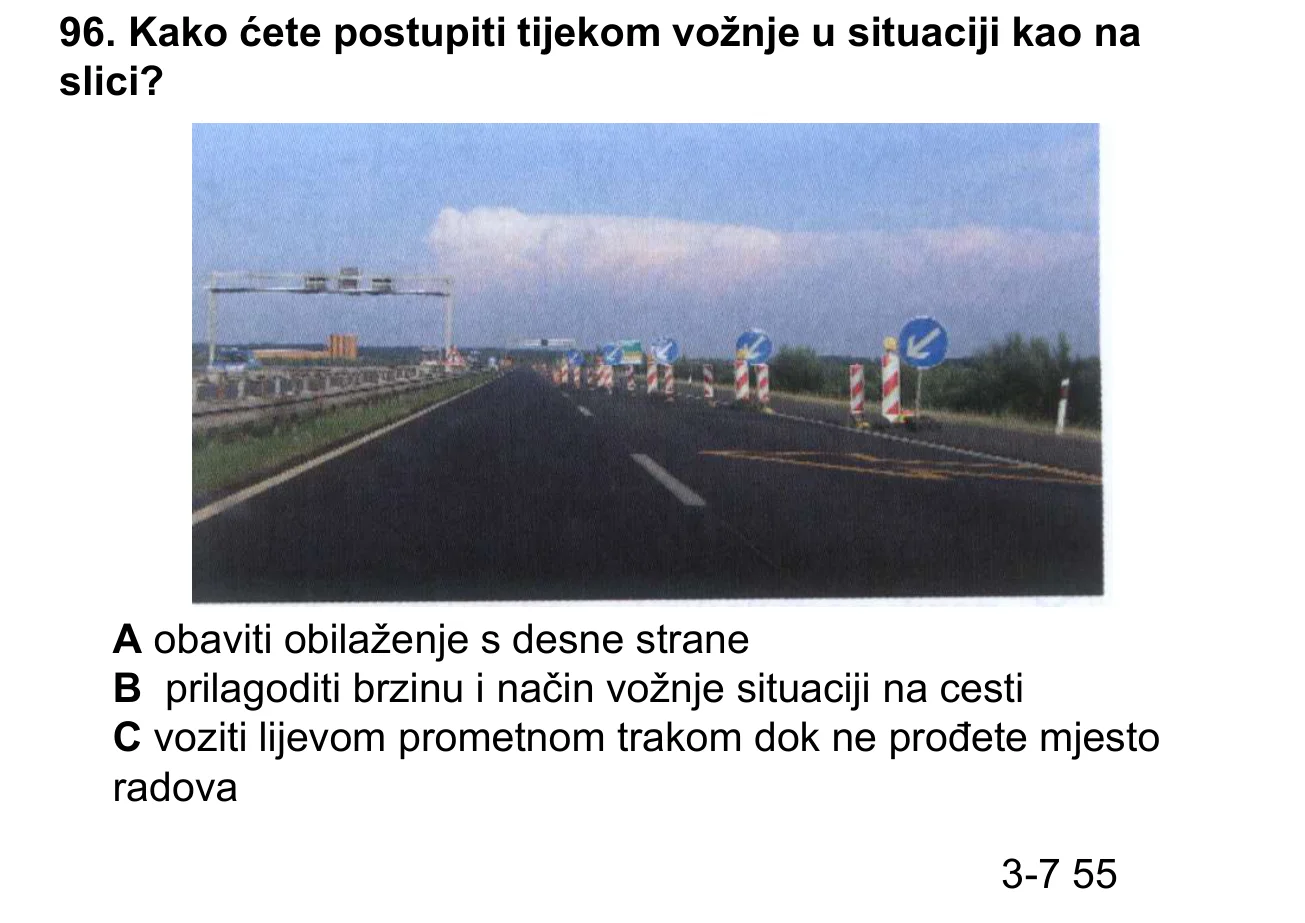 96. Kako ćete postupiti tijekom vožnje u situaciji kao na
slici?
A obaviti obilaženje s desne strane
B prilagoditi brzinu i način vožnje situaciji na cesti
C voziti lijevom prometnom trakom dok ne prođete mjesto
radova
3-7 55